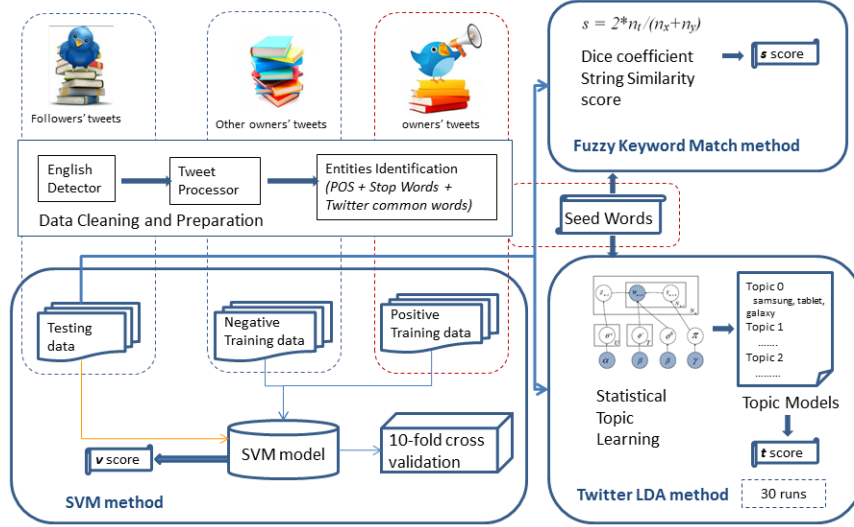 Followers' tweets
Other owners' tweets
owners' tweets
English
Detector
Tweet
Processor
Entities Identification
(POS + Stop Words +
Twitter common words)
Data Cleaning and Preparation
s = 2*nt/(nx+ny)
Dice coefficient
String Similarity
score
s score
Fuzzy Keyword Match method
Seed Words
Testing
data
Negative
Training data
Positive
Training data
SVM model
10-fold cross
validation
v score
SVM method
α
β
β
γ
Statistical
Topic
Learning
Topic 0
samsung, tablet,
galaxy
Topic 1
.......
Topic 2
.........
Topic Models
t score
Twitter LDA method
30 runs